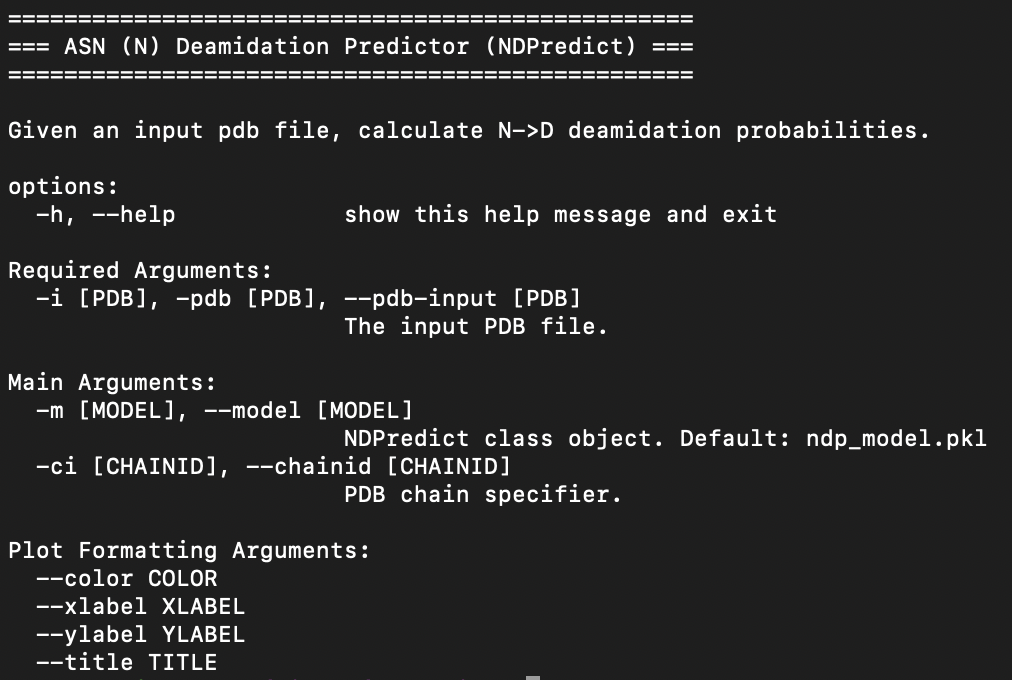 =================================================
=== ASN (N) Deamidation Predictor (NDPredict) ===
=================================================
Given an input pdb file, calculate N->D deamidation probabilities.
options:
  -h, --help            show this help message and exit
Required Arguments:
  -i [PDB], -pdb [PDB], --pdb-input [PDB]
                        The input PDB file.
Main Arguments:
  -m [MODEL], --model [MODEL]
                        NDPredict class object. Default: ndp_model.pkl
  -ci [CHAINID], --chainid [CHAINID]
                        PDB chain specifier.
Plot Formatting Arguments:
  --color COLOR
  --xlabel XLABEL
  --ylabel YLABEL
  --title TITLE